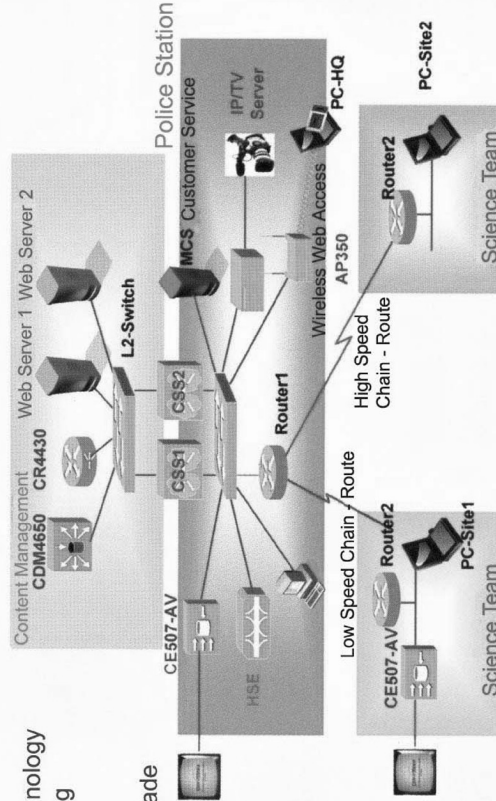 nology
g
ade
Content Management
Web Server 1 Web Server 2
CDM4650
CR4430
L2-Switch
CSS1
CSS2
Police Station
CE507-AV
MCS
Customer Service
IP/TV
Server
HSE
Wireless Web Access
PC-HQ
AP350
Router1
Low Speed Chain - Route
High Speed
Chain - Route
CE507-AV
Router2
PC-Site1
Science Team
Router2
PC-Site2
Science Team